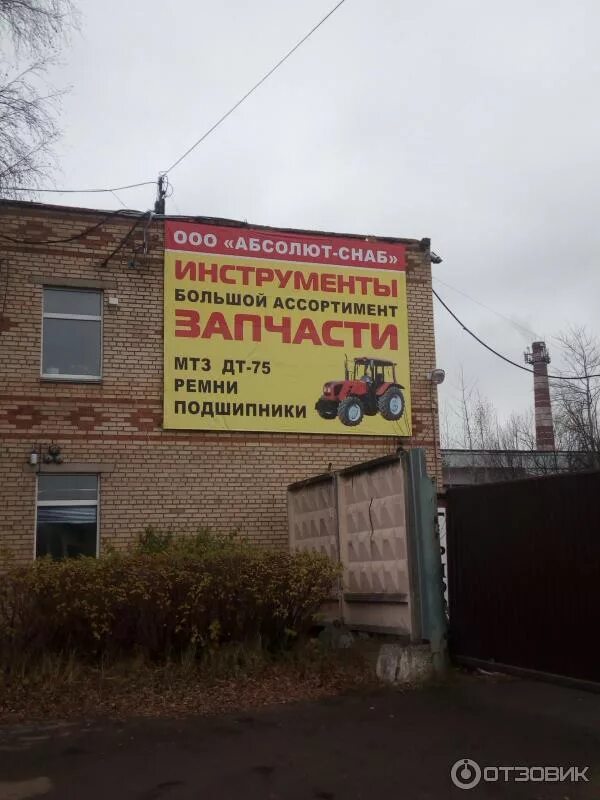 ООО «АБСОЛЮТ-СНАБ»
ИНСТРУМЕНТЫ
БОЛЬШОЙ АССОРТИМЕНТ
ЗАПЧАСТИ
МТЗ ДТ-75
РЕМНИ
ПОДШИПНИКИ
ОТЗОВИК